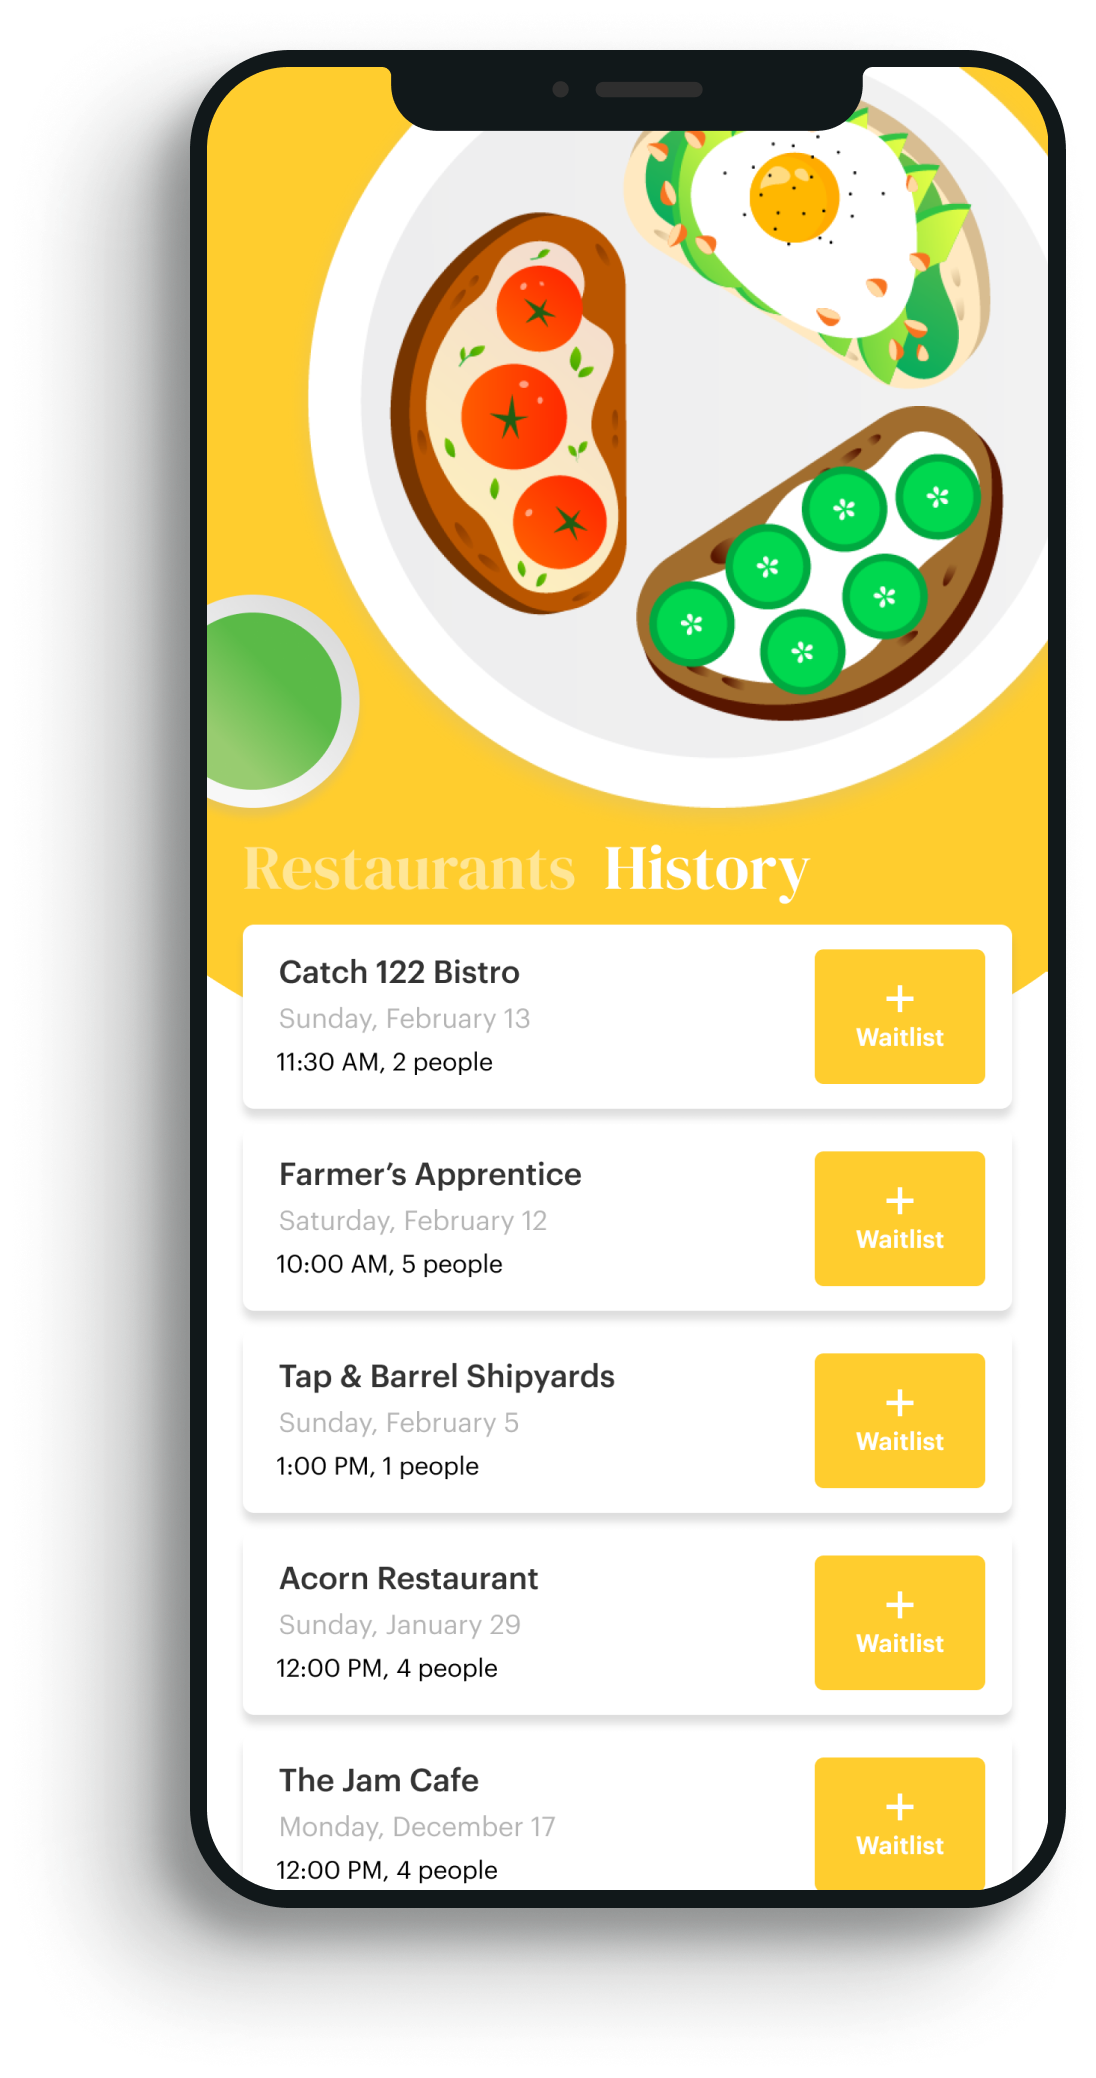 Restaurants History
Catch 122 Bistro
Sunday, February 13
11:30 AM, 2 people
+
Waitlist
Farmer’s Apprentice
Saturday, February 12
10:00 AM, 5 people
+
Waitlist
Tap & Barrel Shipyards
Sunday, February 5
1:00 PM, 1 people
+
Waitlist
Acorn Restaurant
Sunday, January 29
12:00 PM, 4 people
+
Waitlist
The Jam Cafe
Monday, December 17
12:00 PM, 4 people
+
Waitlist